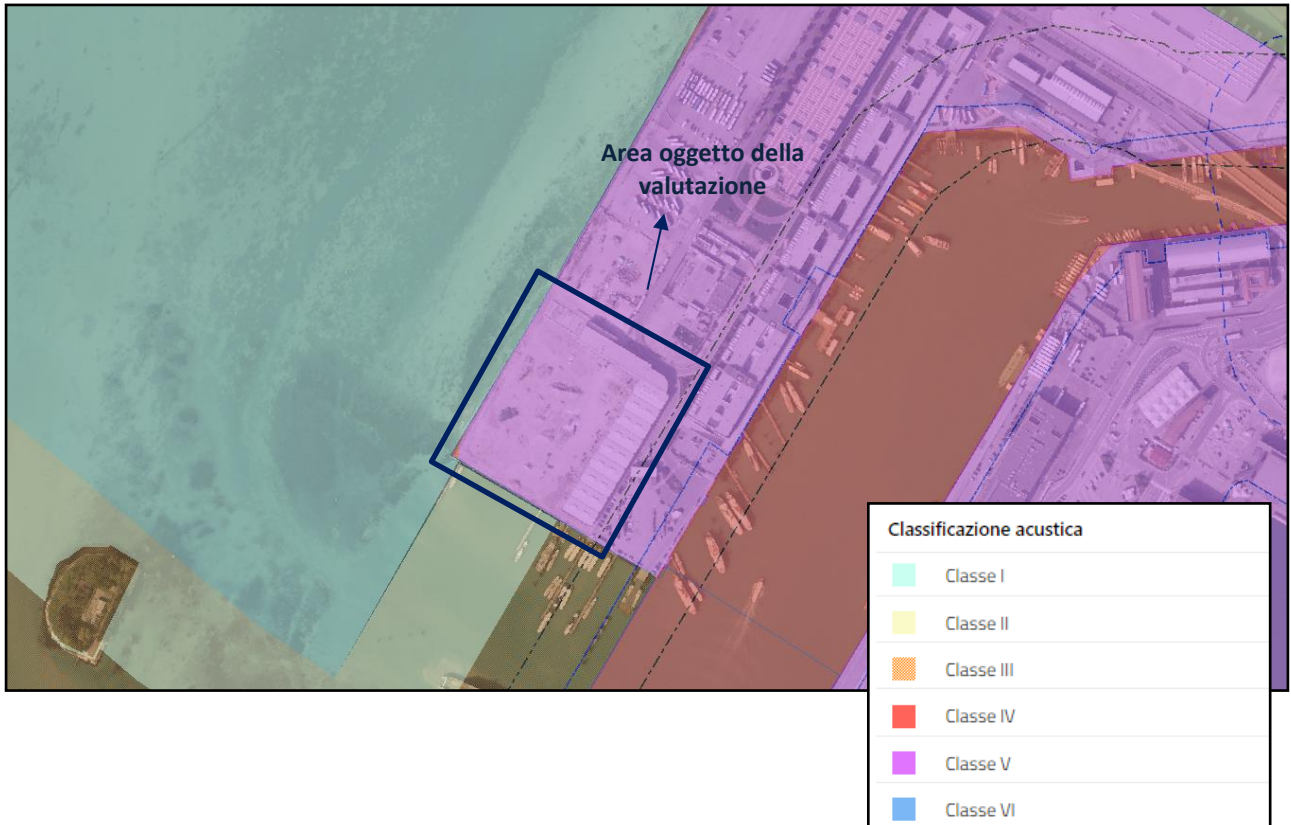 Area oggetto della
valutazione
Classificazione acustica
Classe I
Classe II
Classe III
Classe IV
Classe V
Classe VI